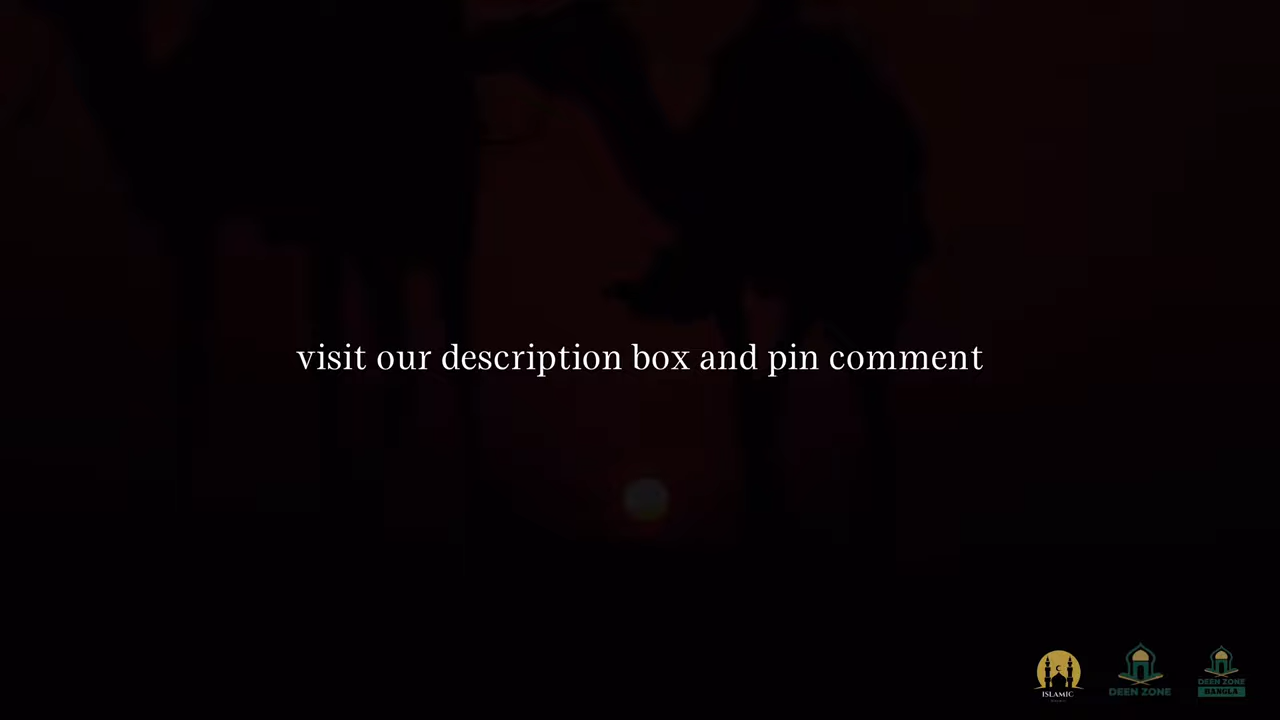 visit our description box and pin comment
ISLAMIC
DEEN ZONE
DEEN ZONE
BANGLA